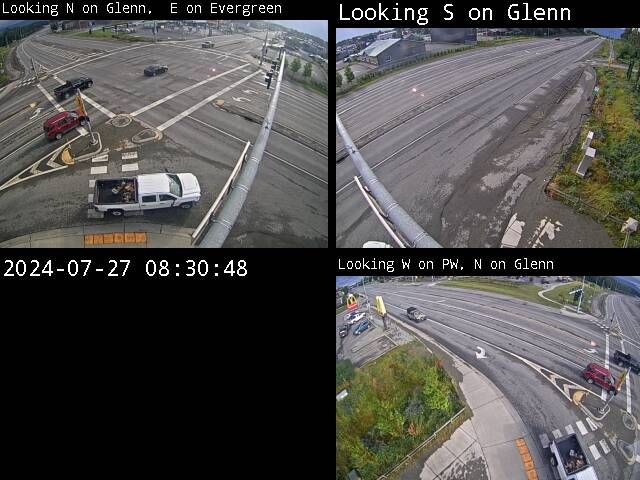 Looking N on Glenn,  E on Evergreen
Looking S on Glenn
2024-07-27 08:30:48
Looking W on PW, N on Glenn